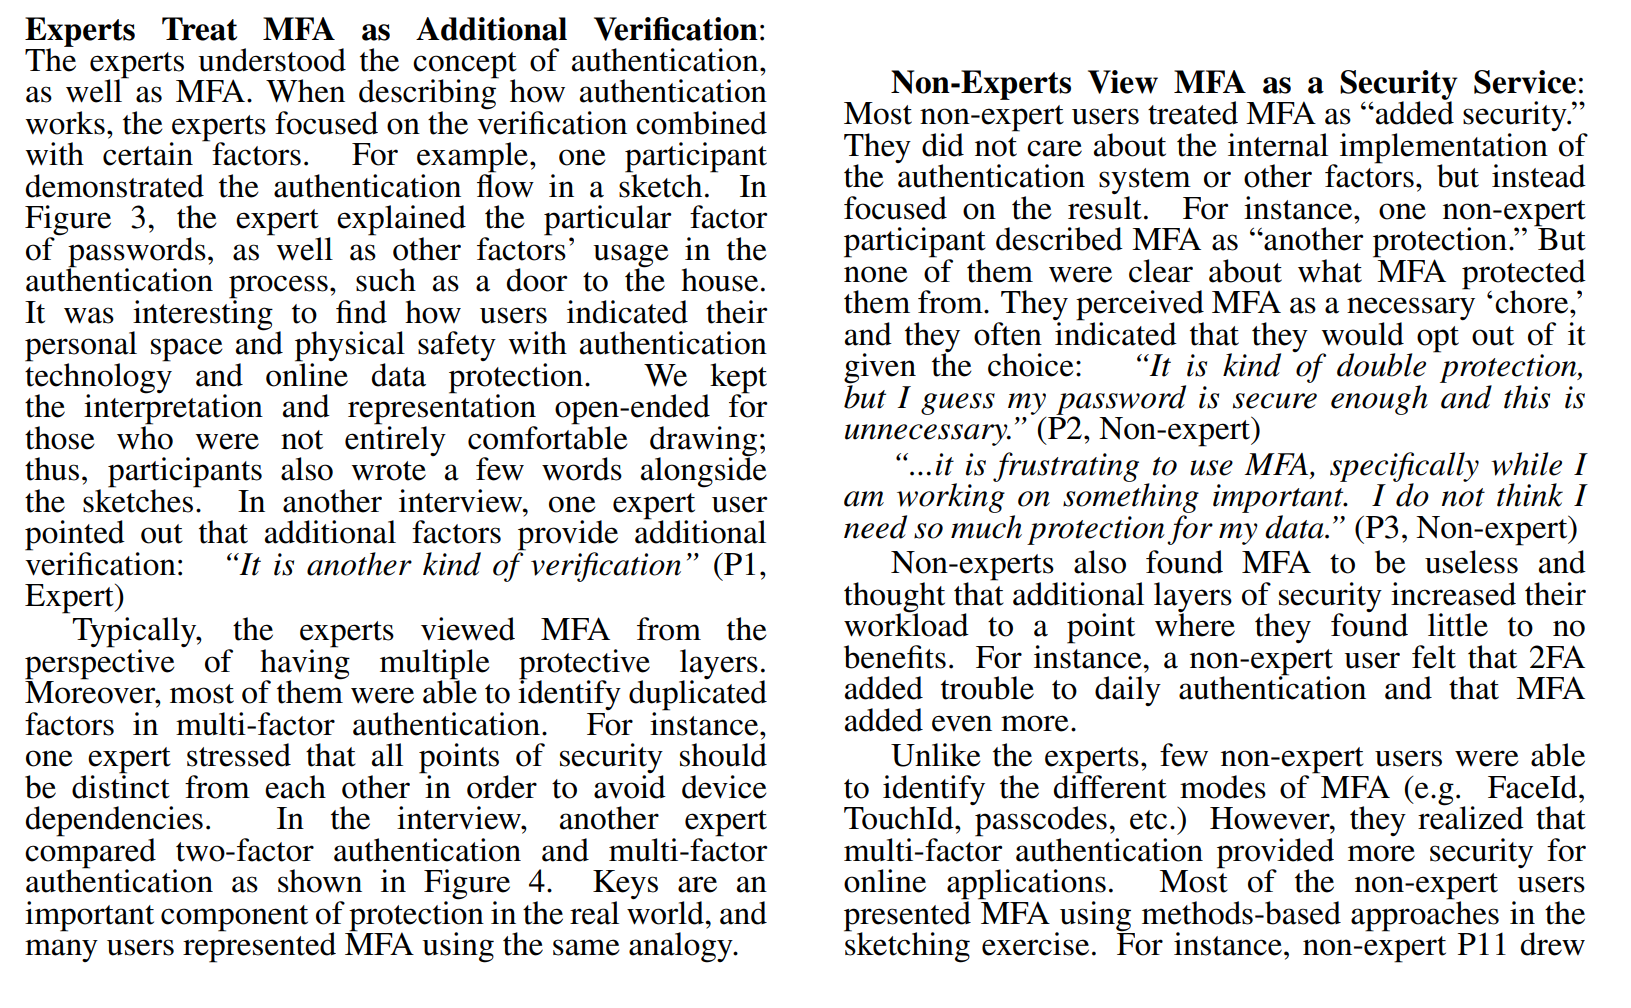 Experts Treat MFA as Additional Verification:
The experts understood the concept of authentication,
as well as MFA. When describing how authentication
works, the experts focused on the verification combined
with certain factors. For example, one participant
demonstrated the authentication flow in a sketch. In
Figure 3, the expert explained the particular factor
of passwords, as well as other factors’ usage in the
authentication process, such as a door to the house.
It was interesting to find how users indicated their
personal space and physical safety with authentication
technology and online data protection. We kept
the interpretation and representation open-ended for
those who were not entirely comfortable drawing;
thus, participants also wrote a few words alongside
the sketches. In another interview, one expert user
pointed out that additional factors provide additional
verification: “It is another kind of verification” (P1,
Expert)
Typically, the experts viewed MFA from the
perspective of having multiple protective layers.
Moreover, most of them were able to identify duplicated
factors in multi-factor authentication. For instance,
one expert stressed that all points of security should
be distinct from each other in order to avoid device
dependencies. In the interview, another expert
compared two-factor authentication and multi-factor
authentication as shown in Figure 4. Keys are an
important component of protection in the real world, and
many users represented MFA using the same analogy.
Non-Experts View MFA as a Security Service:
Most non-expert users treated MFA as “added security.”
They did not care about the internal implementation of
the authentication system or other factors, but instead
focused on the result. For instance, one non-expert
participant described MFA as “another protection.” But
none of them were clear about what MFA protected
them from. They perceived MFA as a necessary ‘chore,’
and they often indicated that they would opt out of it
given the choice: “It is kind of double protection,
but I guess my password is secure enough and this is
unnecessary.” (P2, Non-expert)
“...it is frustrating to use MFA, specifically while I
am working on something important. I do not think I
need so much protection for my data.” (P3, Non-expert)
Non-experts also found MFA to be useless and
thought that additional layers of security increased their
workload to a point where they found little to no
benefits. For instance, a non-expert user felt that 2FA
added trouble to daily authentication and that MFA
added even more.
Unlike the experts, few non-expert users were able
to identify the different modes of MFA (e.g. FaceId,
TouchId, passcodes, etc.) However, they realized that
multi-factor authentication provided more security for
online applications. Most of the non-expert users
presented MFA using methods-based approaches in the
sketching exercise. For instance, non-expert P11 drew